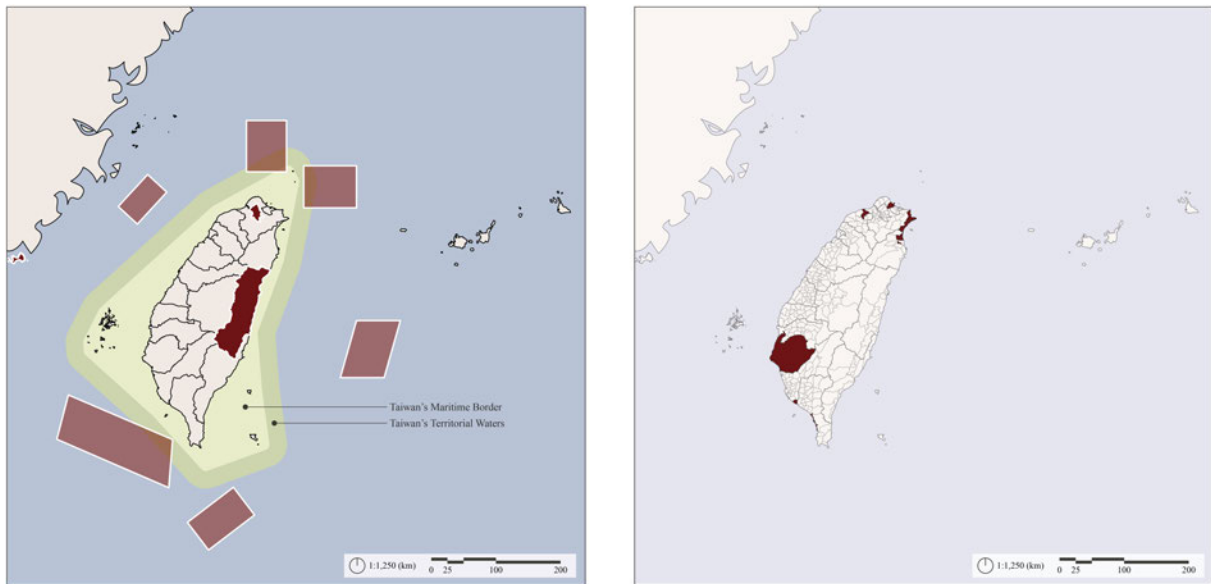 Taiwan's Maritime Border
Taiwan's Territorial Waters
1:1,250 (km)
0 25 100 200
1:1,250 (km)
0 25 100 200